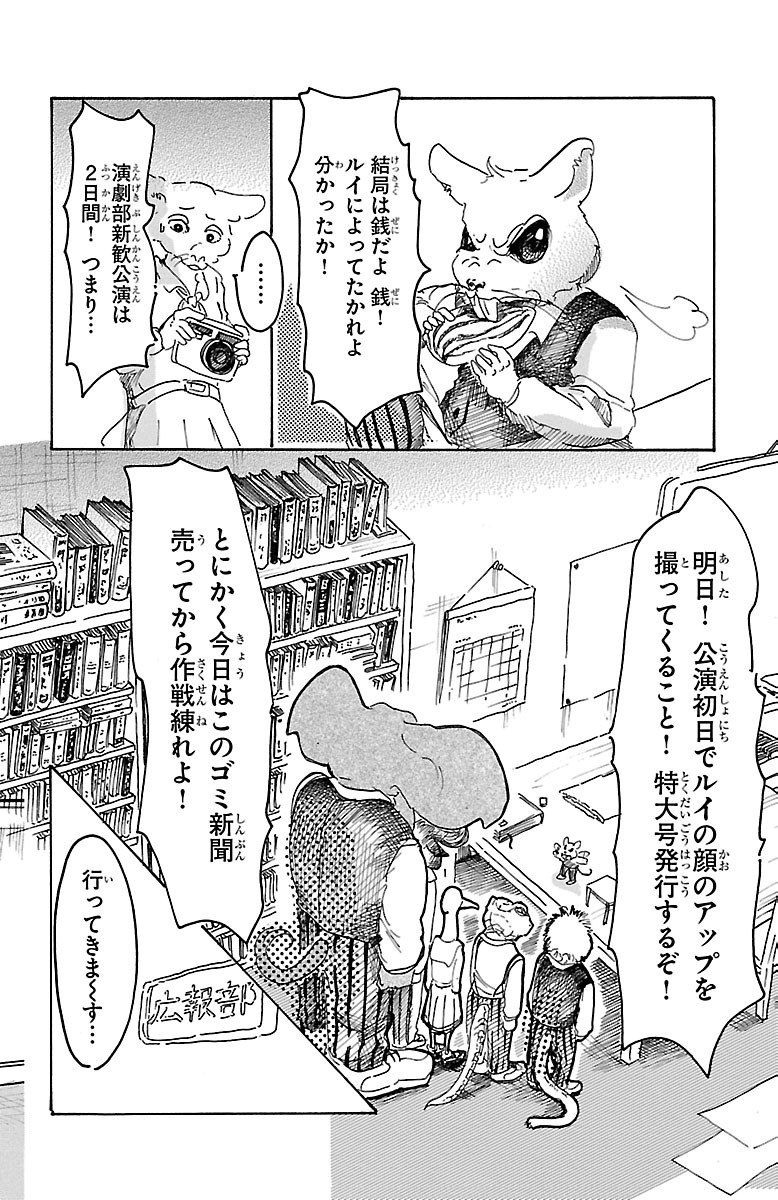 結局は銭だよ 銭！
ルイによってたかれよ
分かったか！
……
演劇部新歓公演は
2日間！ つまり…
明日！ 公演初日でルイの顔のアップを
撮ってくること！ 特大号発行するぞ！
とにかく今日はこのゴミ新聞
売ってから作戦練れよ！
広報部
行ってきま～す…